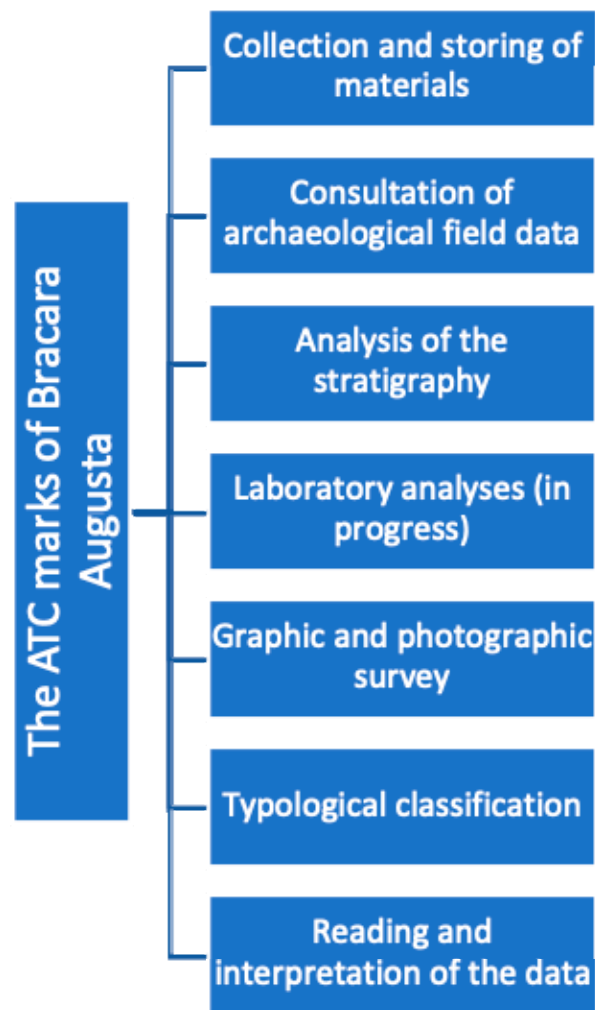 The ATC marks of Bracara
Augusta
Collection and storing of
materials
Consultation of
archaeological field data
Analysis of the
stratigraphy
Laboratory analyses (in
progress)
Graphic and photographic
survey
Typological classification
Reading and
interpretation of the data